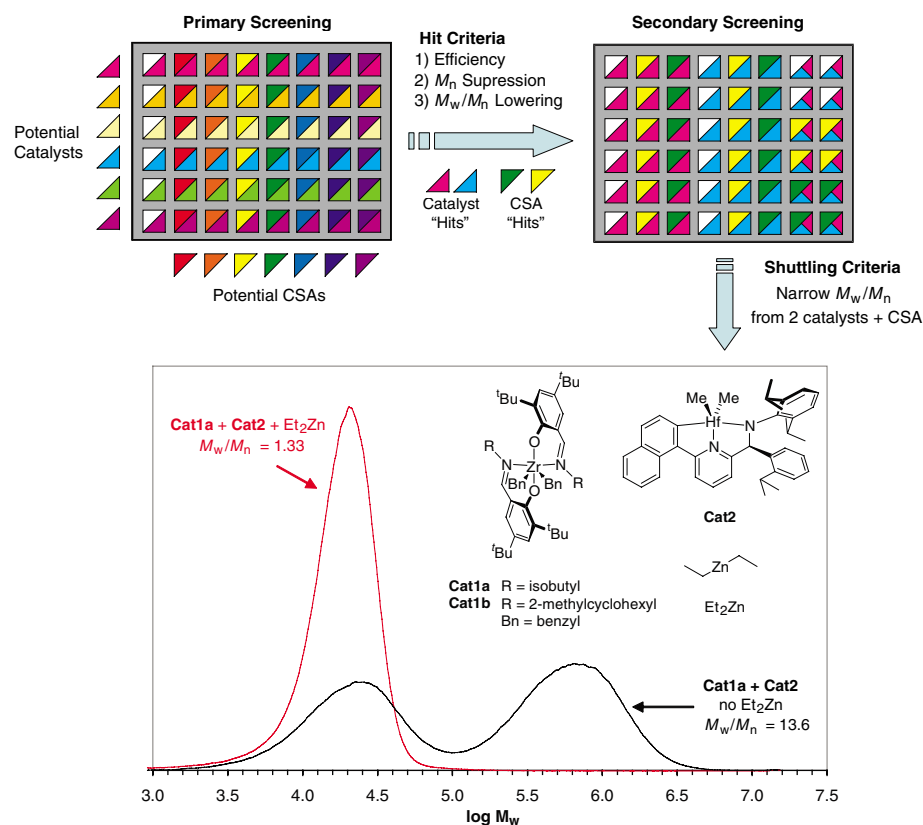 Primary Screening
Secondary Screening
Hit Criteria
1) Efficiency
2) Mn Supression
3) Mw/Mn Lowering
Potential
Catalysts
Catalyst
"Hits"
CSA
"Hits"
Potential CSAs
Shuttling Criteria
Narrow Mw/Mn
from 2 catalysts + CSA
Cat1a + Cat2 + Et2Zn
Mw/Mn = 1.33
tBu
tBu
O
R
N
Zr
N
R
Bn
Bn
O
tBu
tBu
Me
Me
Hf
N
N
Cat2
Zn
Et2Zn
Cat1a R = isobutyl
Cat1b R = 2-methylcyclohexyl
Bn = benzyl
Cat1a + Cat2
no Et2Zn
Mw/Mn = 13.6
3.0 3.5 4.0 4.5 5.0 5.5 6.0 6.5 7.0 7.5
log Mw